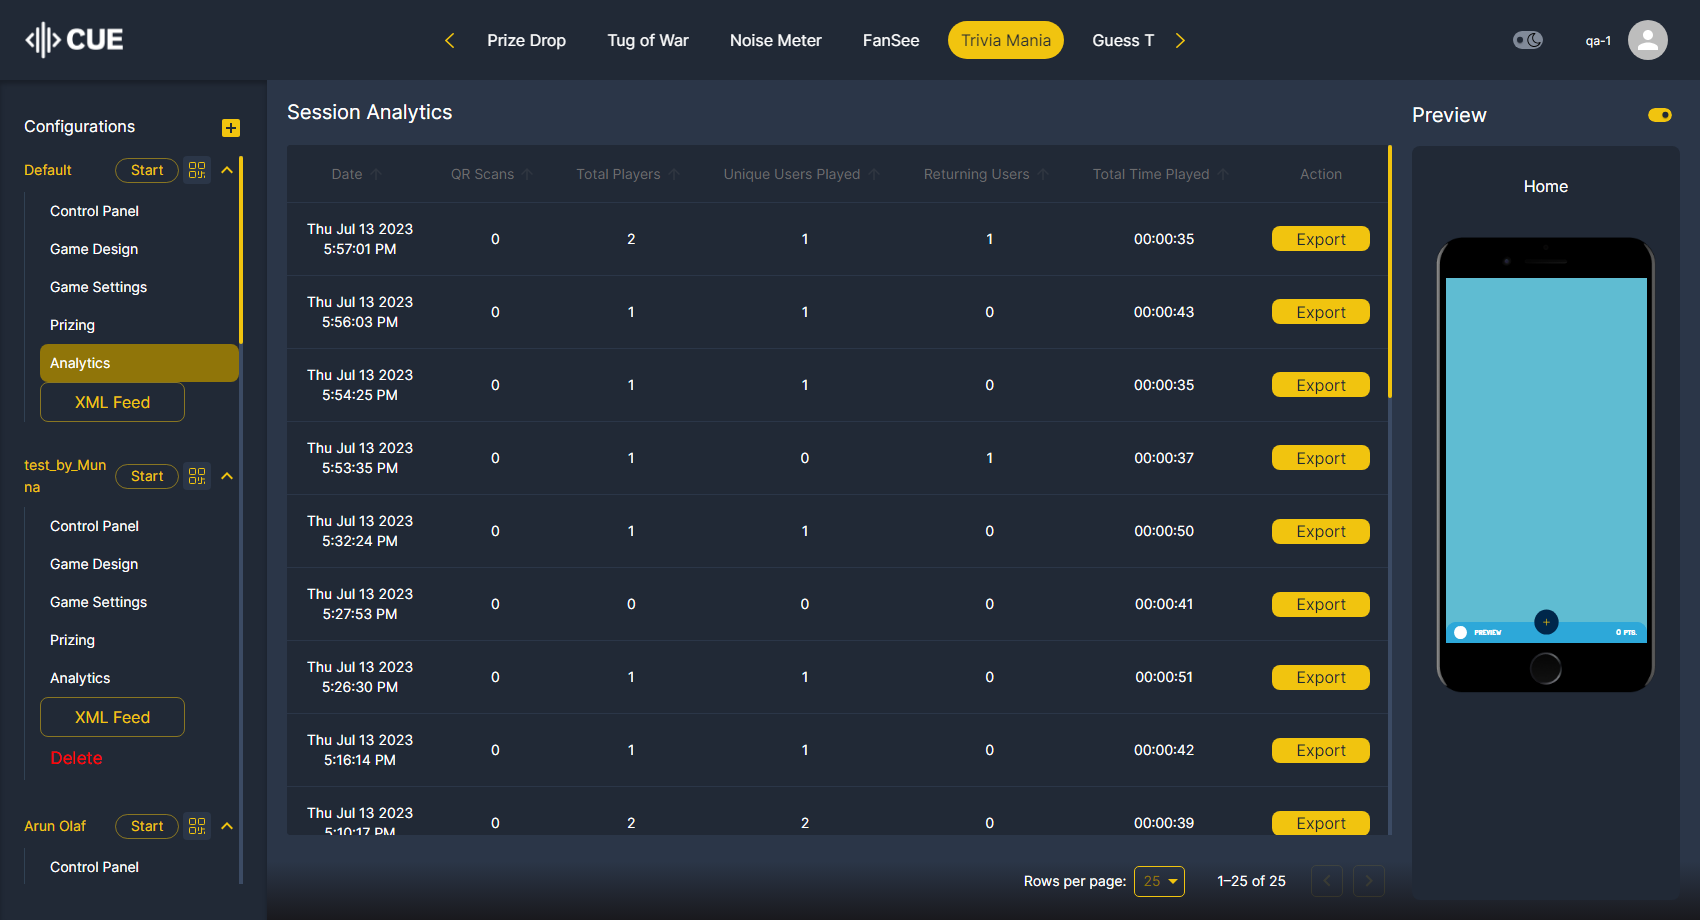 CUE
Prize Drop
Tug of War
Noise Meter
FanSee
Trivia Mania
Guess T
qa-1
Configurations
Default
Start
Control Panel
Game Design
Game Settings
Prizing
Analytics
XML Feed
test_by_Mun
na
Start
Control Panel
Game Design
Game Settings
Prizing
Analytics
XML Feed
Delete
Arun Olaf
Start
Control Panel
Session Analytics
Date QR Scans Total Players Unique Users Played Returning Users Total Time Played Action
Thu Jul 13 2023
5:57:01 PM 0 2 1 1 00:00:35 Export
Thu Jul 13 2023
5:56:03 PM 0 1 1 0 00:00:43 Export
Thu Jul 13 2023
5:54:25 PM 0 1 1 0 00:00:35 Export
Thu Jul 13 2023
5:53:35 PM 0 1 0 1 00:00:37 Export
Thu Jul 13 2023
5:32:24 PM 0 1 1 0 00:00:50 Export
Thu Jul 13 2023
5:27:53 PM 0 0 0 0 00:00:41 Export
Thu Jul 13 2023
5:26:30 PM 0 1 1 0 00:00:51 Export
Thu Jul 13 2023
5:16:14 PM 0 1 1 0 00:00:42 Export
Thu Jul 13 2023
5:10:17 PM 0 2 2 0 00:00:39 Export
Rows per page: 25 1–25 of 25
Preview
Home
PREVIEW
0 PTS.